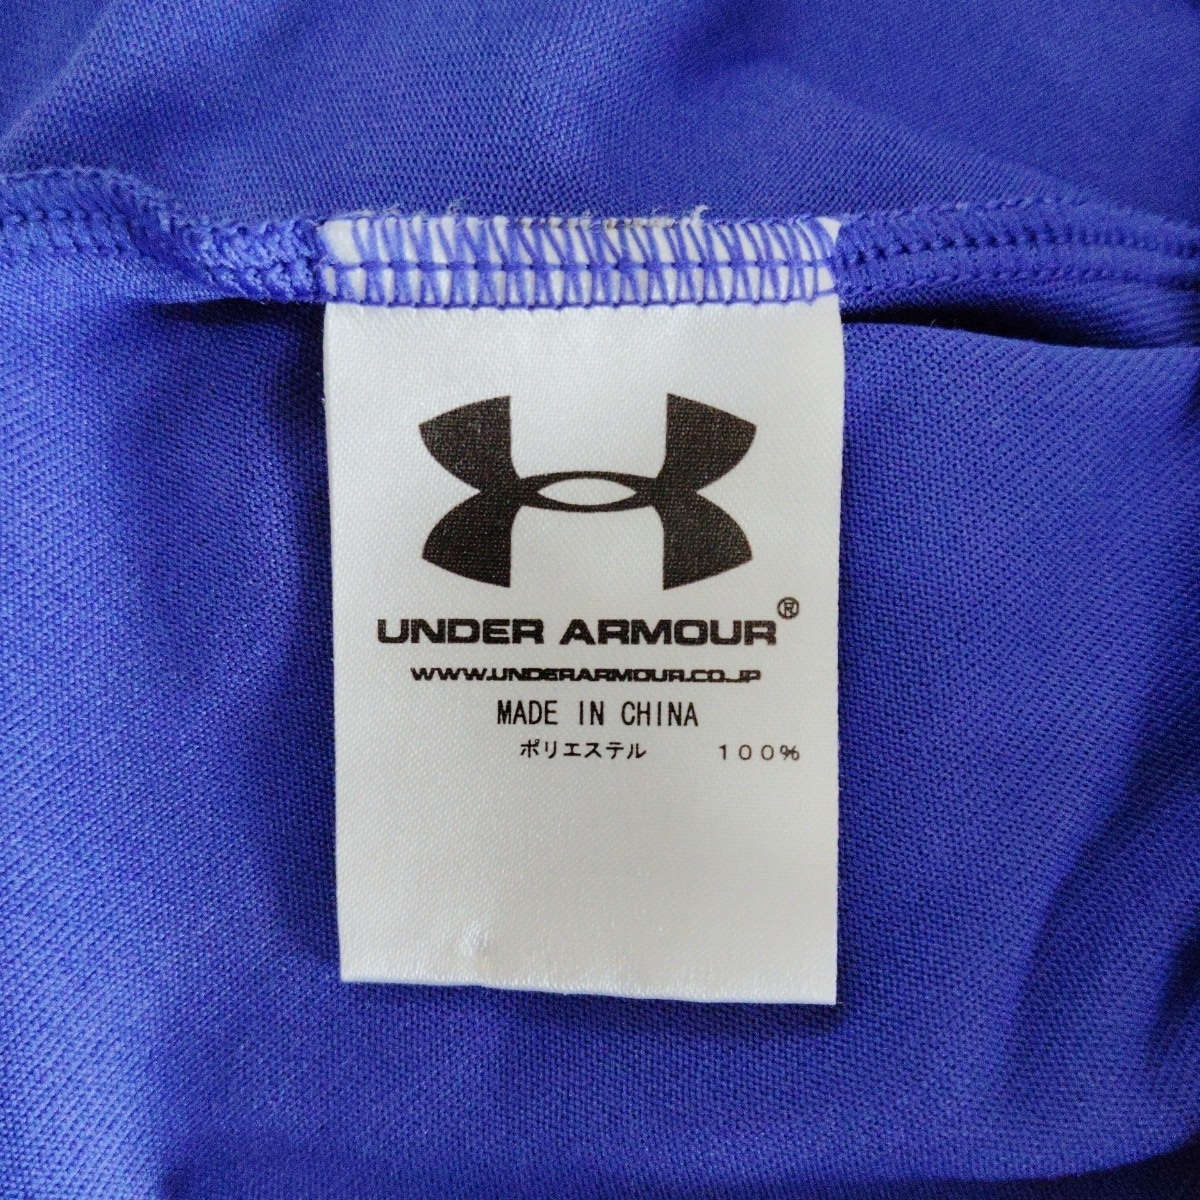 UNDER ARMOUR®
WWW.UNDERARMOUR.CO.JP
MADE IN CHINA
ポリエステル 100%